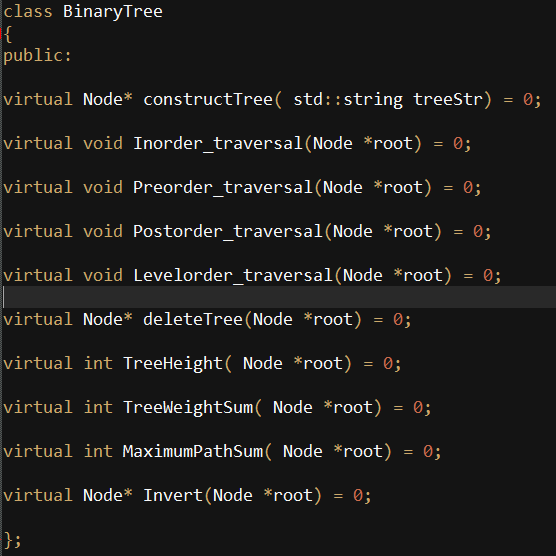 class BinaryTree
{
public:
virtual Node* constructTree( std::string treeStr) = 0;
virtual void Inorder_traversal(Node *root) = 0;
virtual void Preorder_traversal(Node *root) = 0;
virtual void Postorder_traversal(Node *root) = 0;
virtual void Levelorder_traversal(Node *root) = 0;
virtual Node* deleteTree(Node *root) = 0;
virtual int TreeHeight( Node *root) = 0;
virtual int TreeWeightSum( Node *root) = 0;
virtual int MaximumPathSum( Node *root) = 0;
virtual Node* Invert(Node *root) = 0;
};